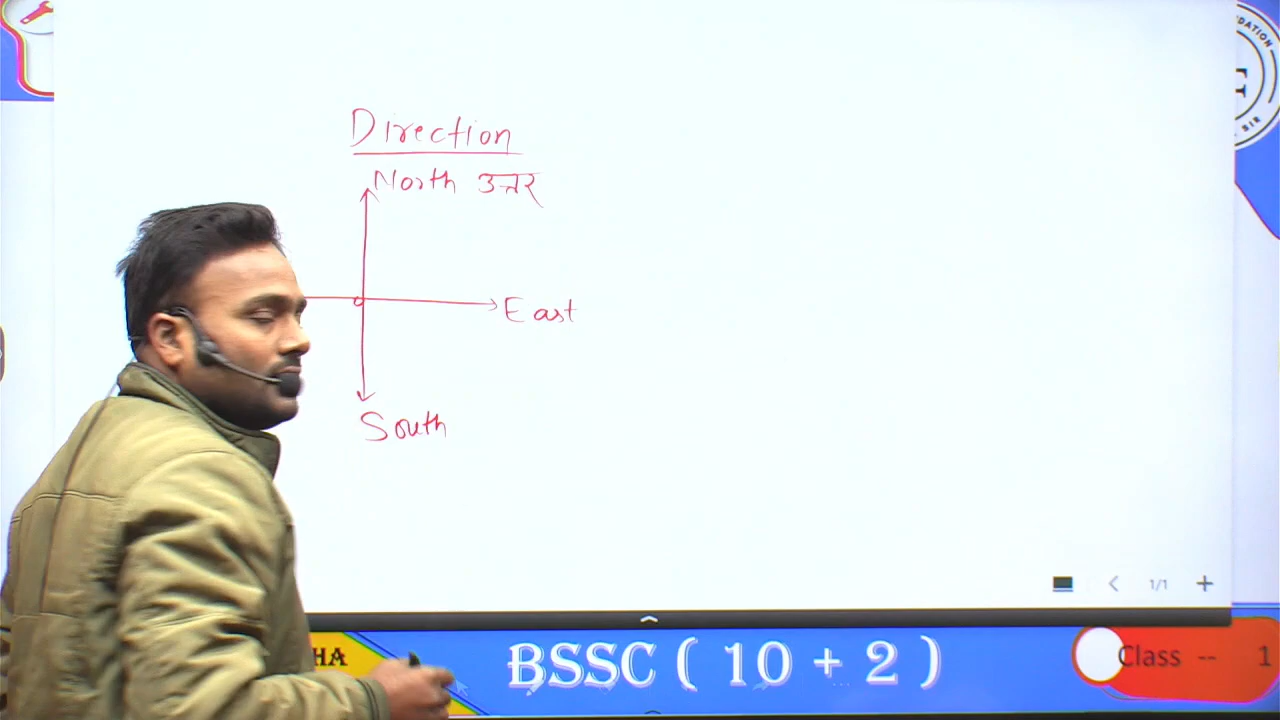 Direction
North उत्तर
East
South
1/1
BSSC ( 10 + 2 )
Class -- 1